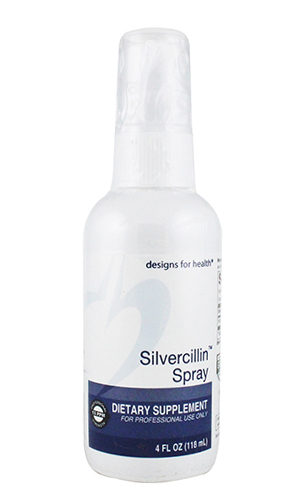 designs for health®
Silvercillin™
Spray
DIETARY SUPPLEMENT
FOR PROFESSIONAL USE ONLY
4 FL OZ (118 mL)